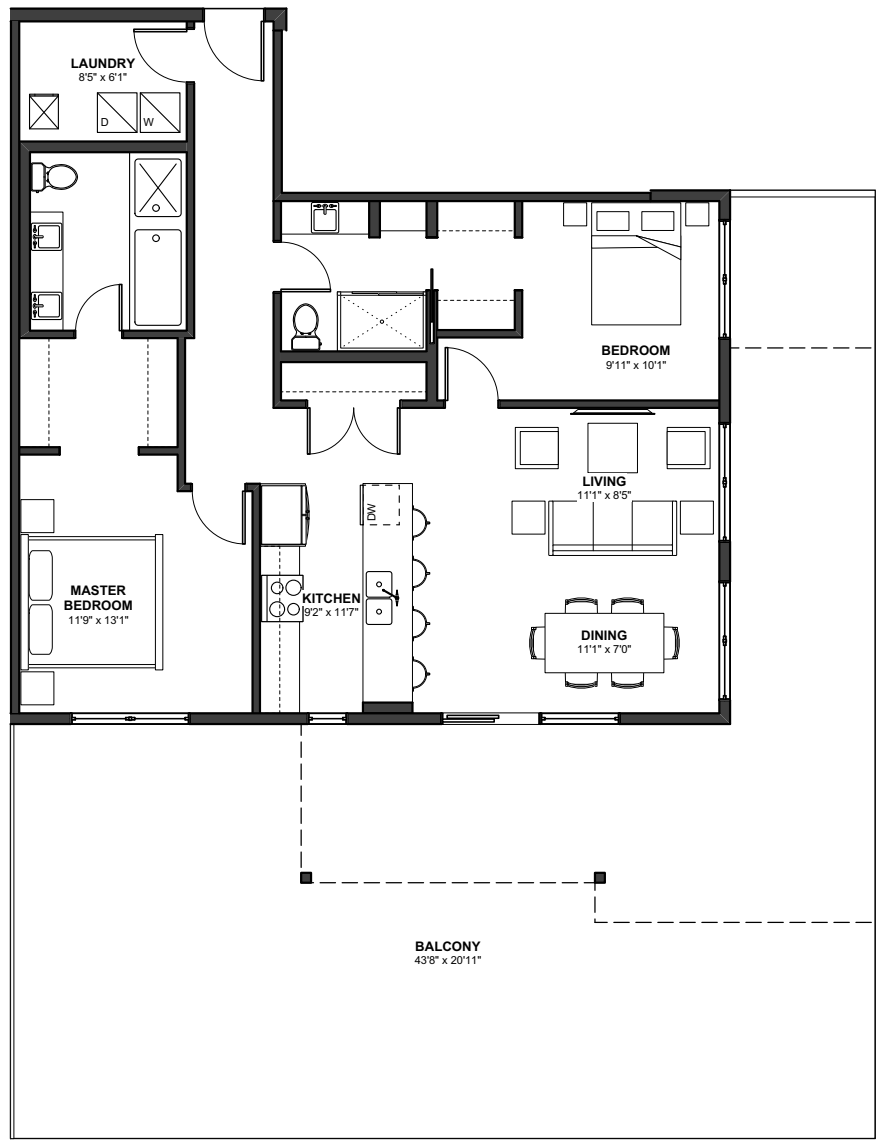 LAUNDRY
8'5" x 6'1"
D
W
BEDROOM
9'11" x 10'1"
LIVING
11'1" x 8'5"
DW
MASTER
BEDROOM
11'9" x 13'1"
KITCHEN
9'2" x 11'7"
DINING
11'1" x 7'0"
BALCONY
43'8" x 20'11"